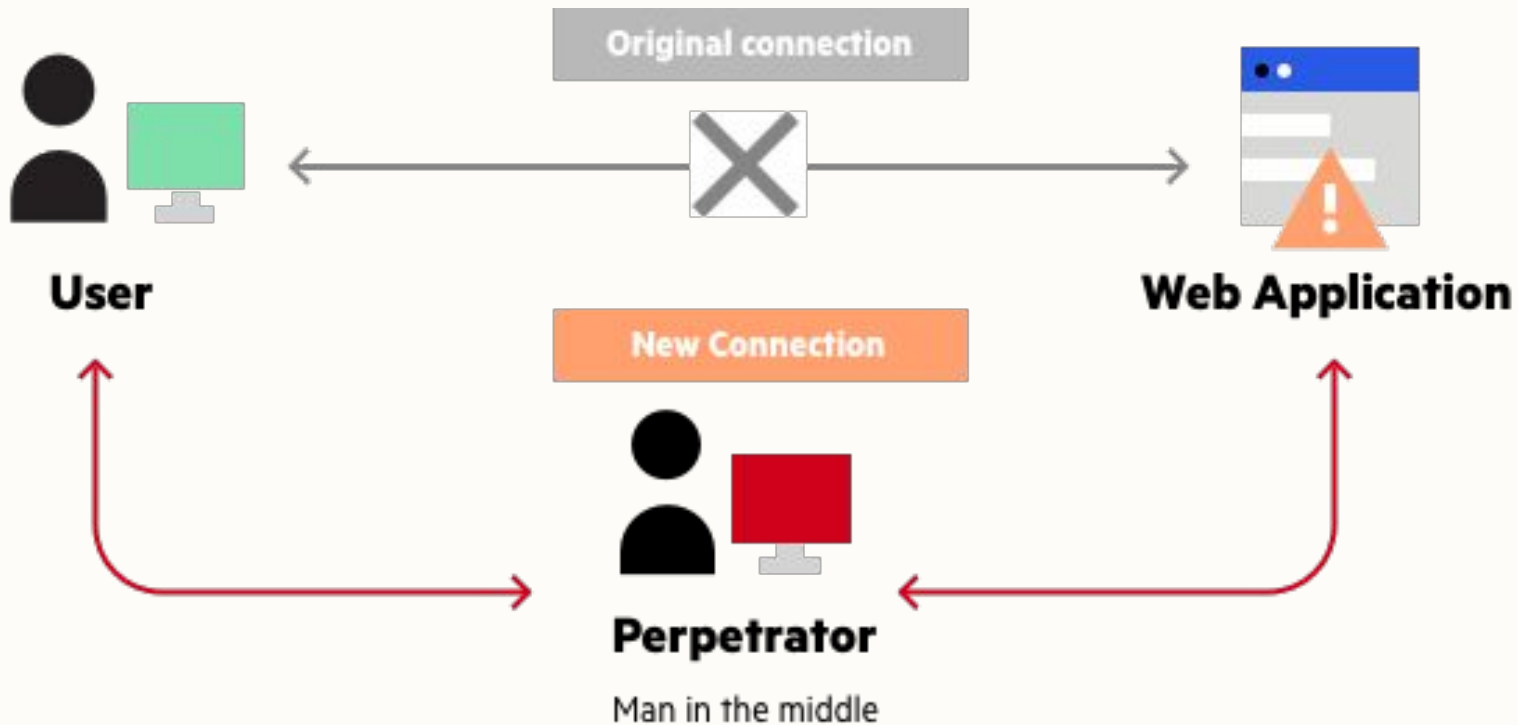 Original connection
User
Web Application
New Connection
Perpetrator
Man in the middle